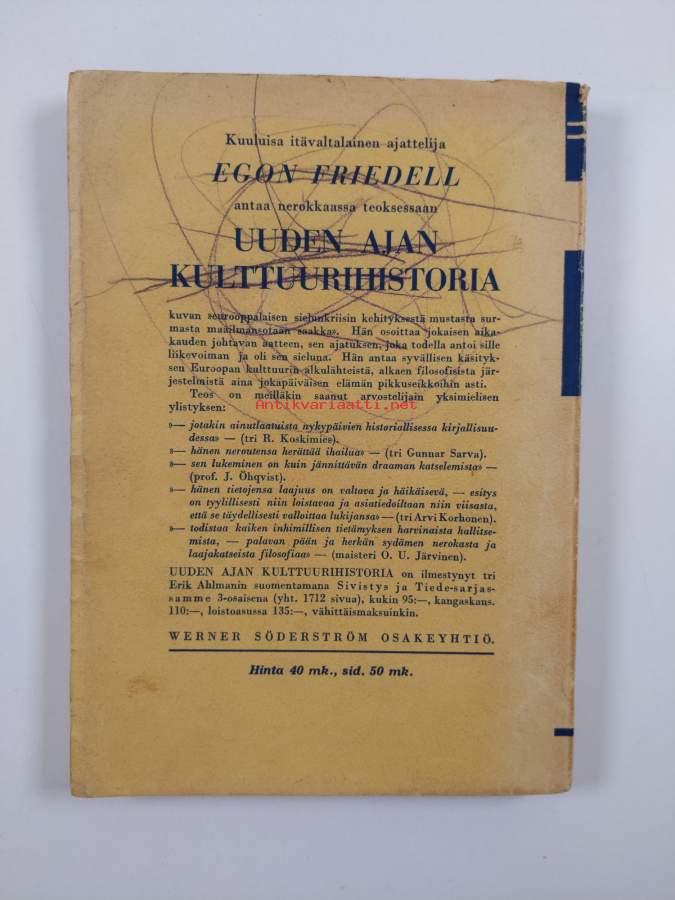 Kuuluisa itävaltalainen ajattelija
EGON FRIEDELL
antaa nerokkaassa teoksessaan
UUDEN AJAN
KULTTUURIHISTORIA
kuvan »eurooppalaisen sielunkriisin kehityksestä mustasta sur-
masta maailmansotaan saakka». Hän osoittaa jokaisen aika-
kauden johtavan aatteen, sen ajatuksen, joka todella antoi sille
liikevoiman ja oli sen sieluna. Hän antaa syvällisen käsityk-
sen Euroopan kulttuurin alkulähteistä, alkaen filosofisista jär-
jestelmistä aina jokapäiväisen elämän pikkuseikkoihin asti.
Teos on meilläkin saanut arvostelijain yksimielisen
ylistyksen:
Antikvariaatti.net
»— jotakin ainutlaatuista nykypäivien historiallisessa kirjallisuu-
dessa» — (tri R. Koskimies).
»— hänen neroutensa herättää ihailua» — (tri Gunnar Sarva).
»— sen lukeminen on kuin jännittävän draaman katselemista» —
(prof. J. Öhqvist).
»— hänen tietojensa laajuus on valtava ja häikäisevä, — esitys
on tyylillisesti niin loistavaa ja asiatiedoiltaan niin viisasta,
että se täydellisesti valloittaa lukijansa» — (tri Arvi Korhonen).
»— todistaa kaiken inhimillisen tietämyksen harvinaista hallitse-
mista, — palavan pään ja herkän sydämen nerokasta ja
laajakatseista filosofiaa» — (maisteri O. U. Järvinen).
UUDEN AJAN KULTTUURIHISTORIA on ilmestynyt tri
Erik Ahlmanin suomentamana Sivistys ja Tiede-sarjas-
samme 3-osaisena (yht. 1712 sivua), kukin 95:—, kangaskans.
110:—, loistoasussa 135:—, vähittäismaksuinkin.
WERNER SÖDERSTRÖM OSAKEYHTIÖ.
Hinta 40 mk., sid. 50 mk.